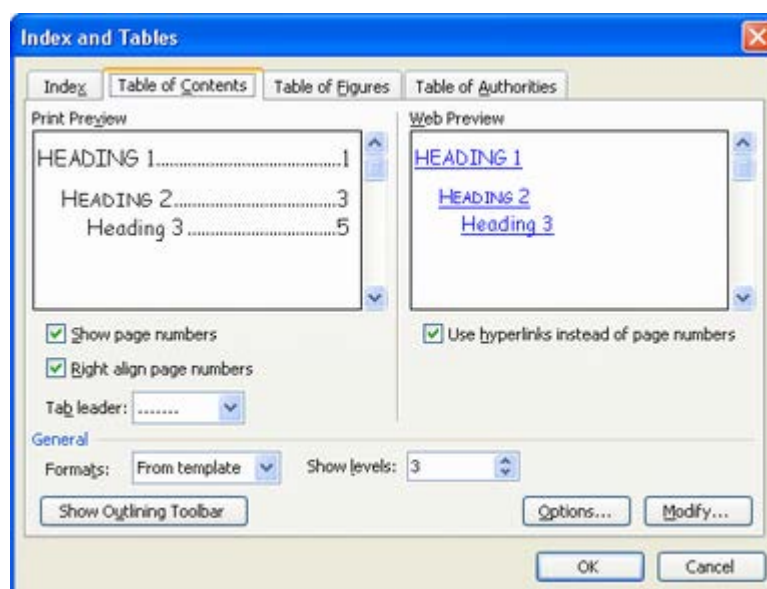 Index and Tables
Index Table of Contents Table of Figures Table of Authorities
Print Preview Web Preview
HEADING 1..............................................1 HEADING 1
HEADING 2........................................3 HEADING 2
Heading 3.....................................5 Heading 3
Show page numbers Use hyperlinks instead of page numbers
Right align page numbers
Tab leader: .......
General
Formats: From template Show levels: 3
Show Outlining Toolbar Options... Modify...
OK Cancel